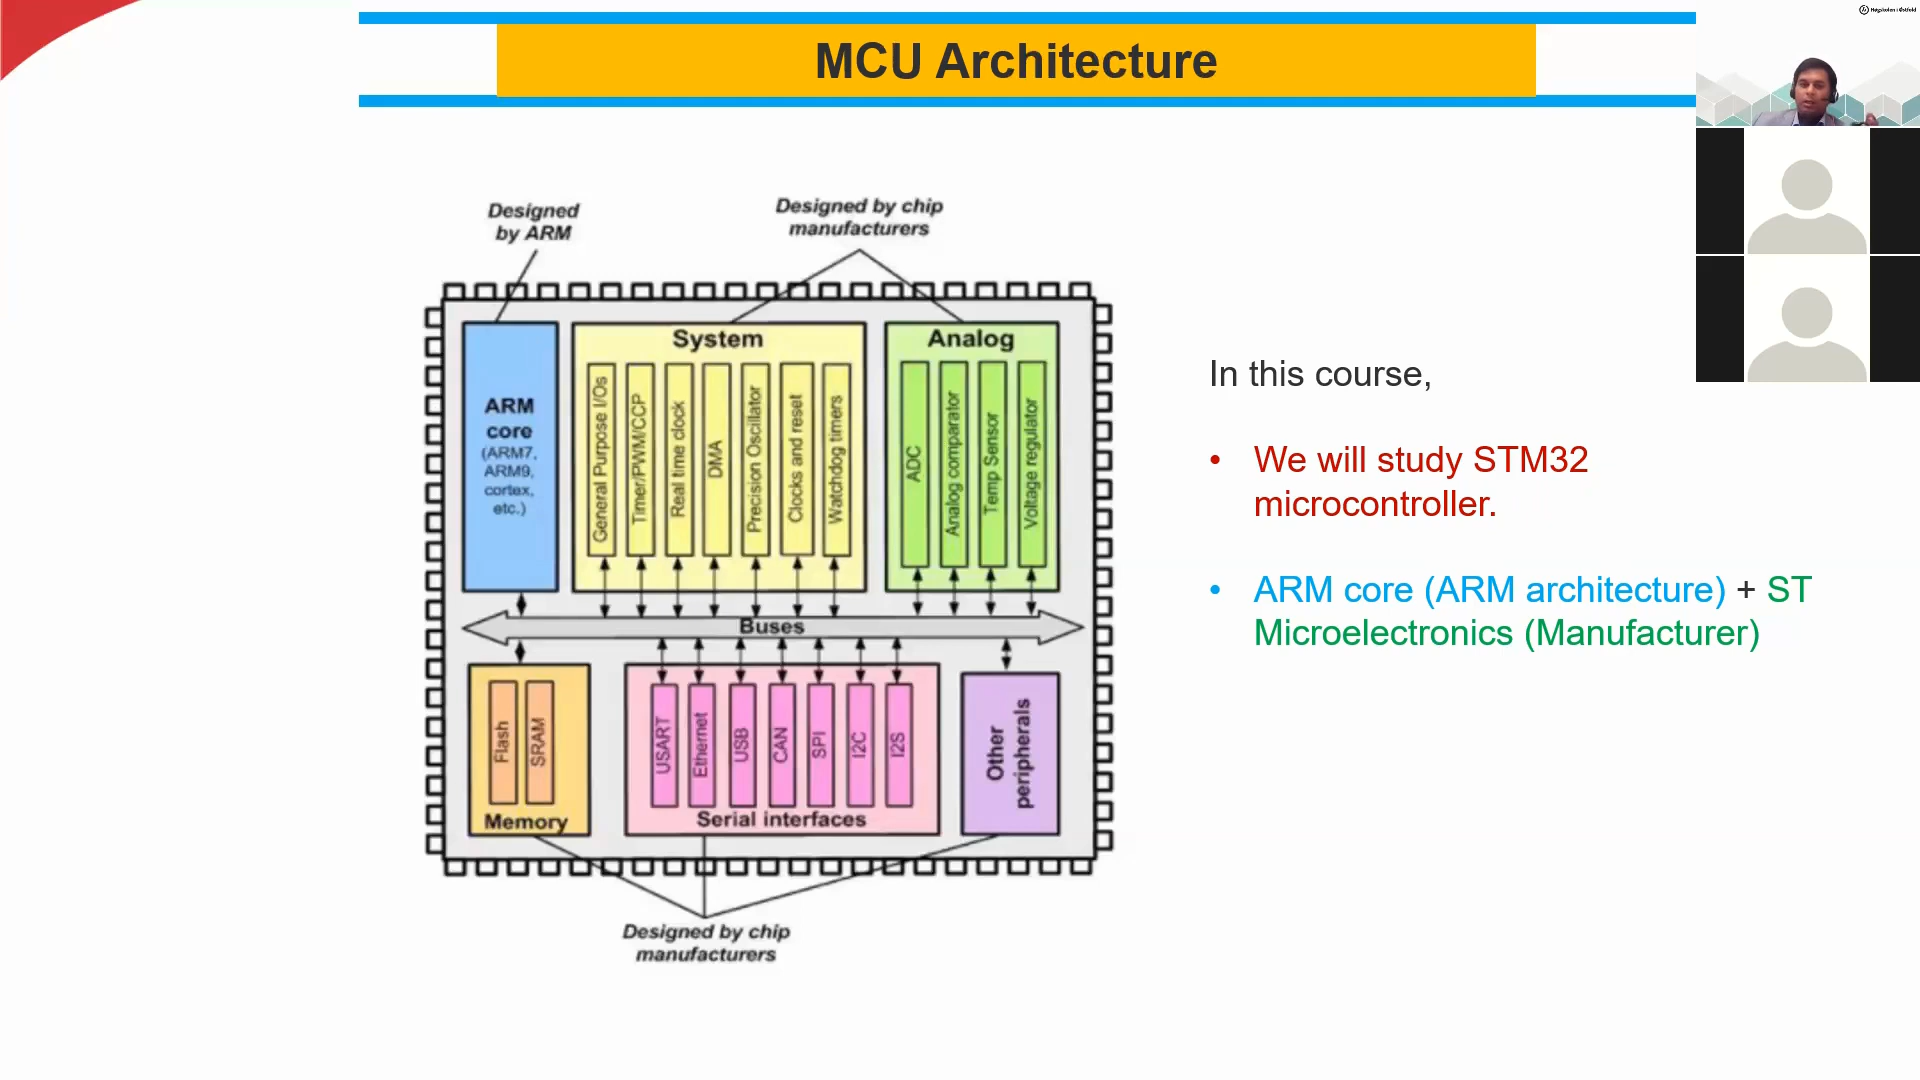 MCU Architecture
Høgskolen i Østfold
Designed
by ARM
Designed by chip
manufacturers
ARM
core
(ARM7,
ARM9,
cortex,
etc.)
System
General Purpose I/Os
Timer/PWM/CCP
Real time clock
DMA
Precision Oscillator
Clocks and reset
Watchdog timers
Analog
ADC
Analog comparator
Temp Sensor
Voltage regulator
Buses
Flash
SRAM
Memory
USART
Ethernet
USB
CAN
SPI
I2C
I2S
Serial interfaces
Other
peripherals
Designed by chip
manufacturers
In this course,
• We will study STM32
microcontroller.
• ARM core (ARM architecture) + ST
Microelectronics (Manufacturer)